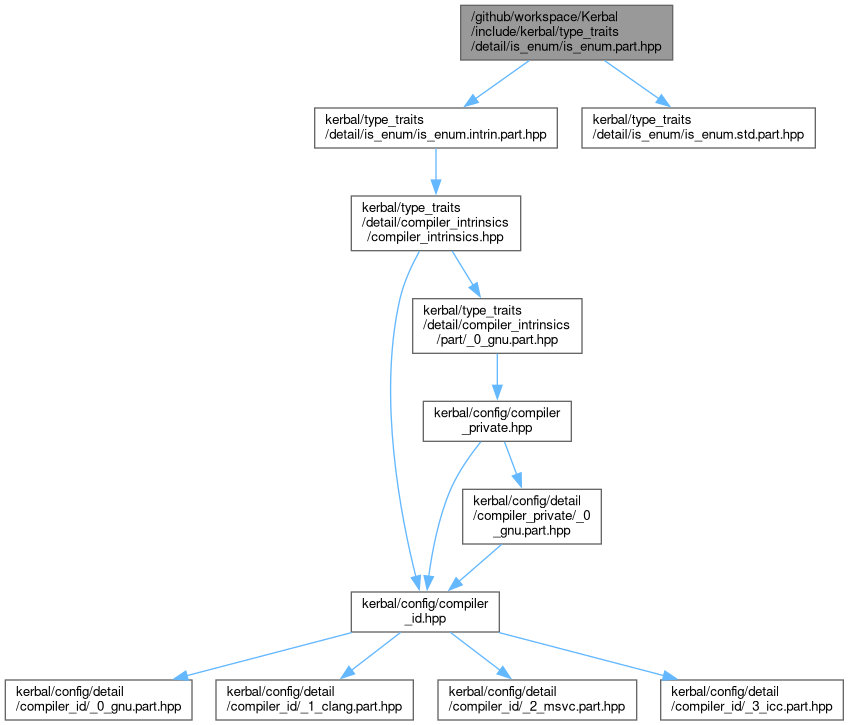 /github/workspace/Kerbal
/include/kerbal/type_traits
/detail/is_enum/is_enum.part.hpp
kerbal/type_traits
/detail/is_enum/is_enum.intrin.part.hpp
kerbal/type_traits
/detail/is_enum/is_enum.std.part.hpp
kerbal/type_traits
/detail/compiler_intrinsics
/compiler_intrinsics.hpp
kerbal/type_traits
/detail/compiler_intrinsics
/part/_0_gnu.part.hpp
kerbal/config/compiler
_private.hpp
kerbal/config/detail
/compiler_private/_0
_gnu.part.hpp
kerbal/config/compiler
_id.hpp
kerbal/config/detail
/compiler_id/_0_gnu.part.hpp
kerbal/config/detail
/compiler_id/_1_clang.part.hpp
kerbal/config/detail
/compiler_id/_2_msvc.part.hpp
kerbal/config/detail
/compiler_id/_3_icc.part.hpp